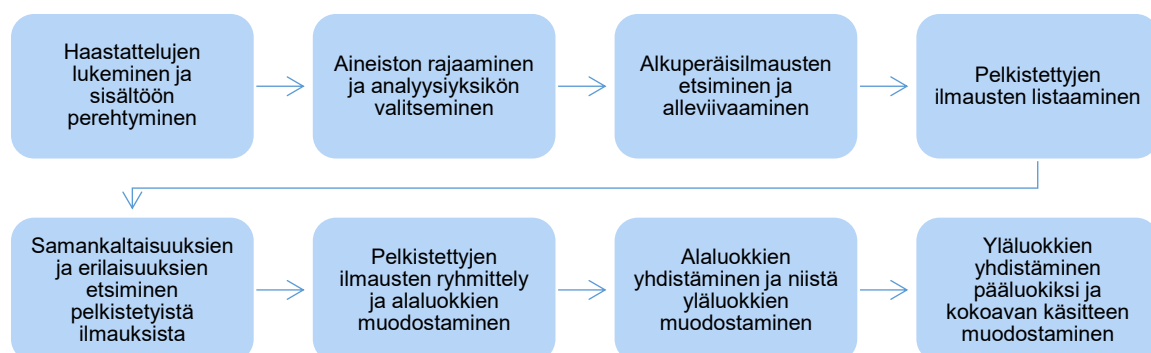 Haastattelujen
lukeminen ja
sisältöön
perehtyminen
Aineiston rajaaminen
ja analyysiyksikön
valitseminen
Alkuperäisilmausten
etsiminen ja
alleviivaaminen
Pelkistettyjen
ilmausten listaaminen
Samankaltaisuuksien
ja erilaisuuksien
etsiminen
pelkistetyistä
ilmauksista
Pelkistettyjen
ilmausten ryhmittely
ja alaluokkien
muodostaminen
Alaluokkien
yhdistäminen ja niistä
yläluokkien
muodostaminen
Yläluokkien
yhdistäminen
pääluokiksi ja
kokoavan käsitteen
muodostaminen